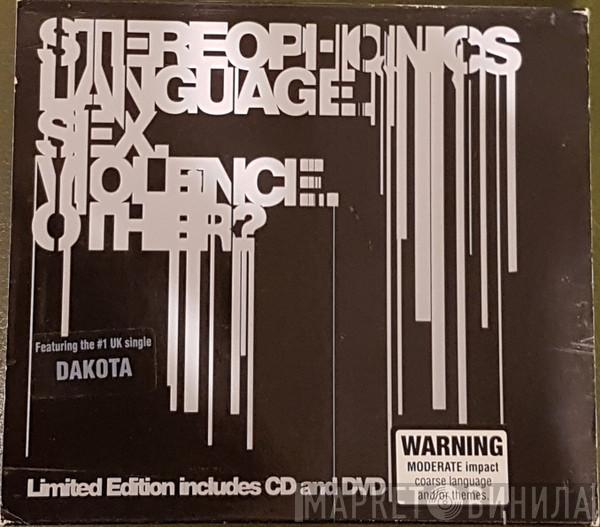 STEREOPHONICS
LANGUAGE.
SEX.
VIOLENCE.
OTHER?
Featuring the #1 UK single
DAKOTA
Limited Edition includes CD and DVD
WARNING
MODERATE impact
coarse language
and/or themes.
МАРКЕТ ВИНИЛА